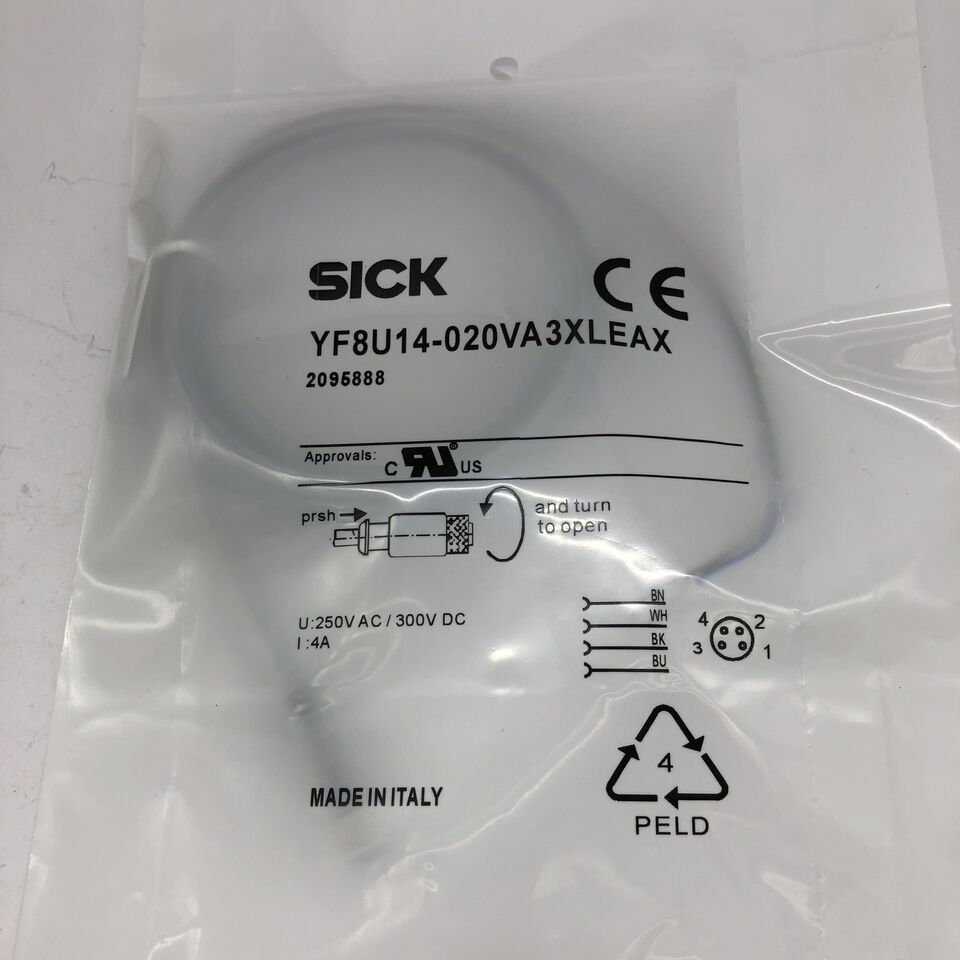 SICK
CE
YF8U14-020VA3XLEAX
2095888
Approvals: C RU® US
prsh
and turn
to open
U:250V AC / 300V DC
I :4A
BN
WH
BK
BU
4 2
3 1
4
PELD
MADE IN ITALY